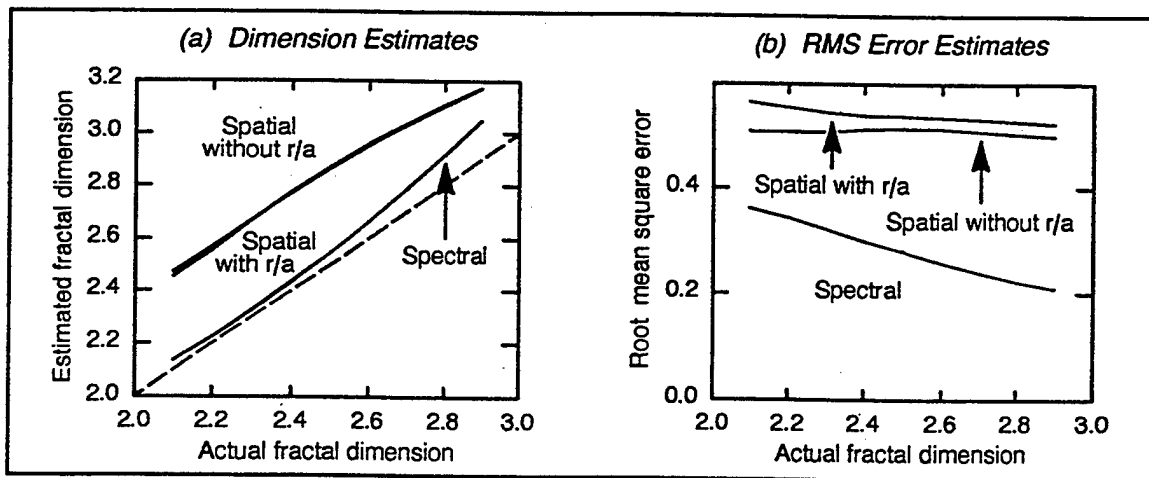 (a) Dimension Estimates
3.2
3.0
2.8
2.6
2.4
2.2
2.0
Estimated fractal dimension
Spatial
without r/a
Spatial
with r/a
Spectral
2.0
2.2
2.4
2.6
2.8
3.0
Actual fractal dimension
(b) RMS Error Estimates
0.4
0.2
0.0
Root mean square error
Spatial with r/a
Spatial without r/a
Spectral
2.0
2.2
2.4
2.6
2.8
3.0
Actual fractal dimension